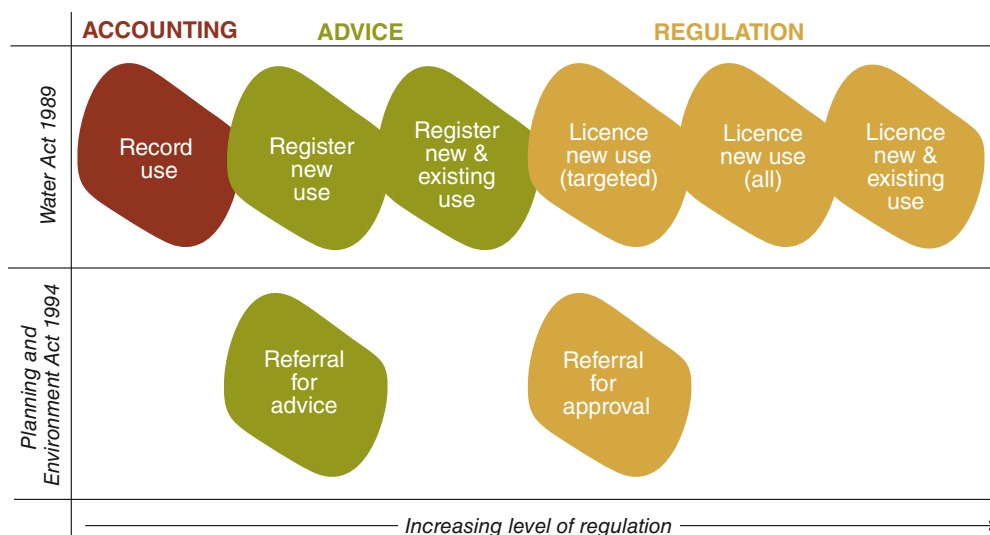 ACCOUNTING
ADVICE
REGULATION
Water Act 1989
Record
use
Register
new
use
Register
new &
existing
use
Licence
new use
(targeted)
Licence
new use
(all)
Licence
new &
existing
use
Planning and
Environment Act 1994
Referral
for
advice
Referral
for
approval
Increasing level of regulation